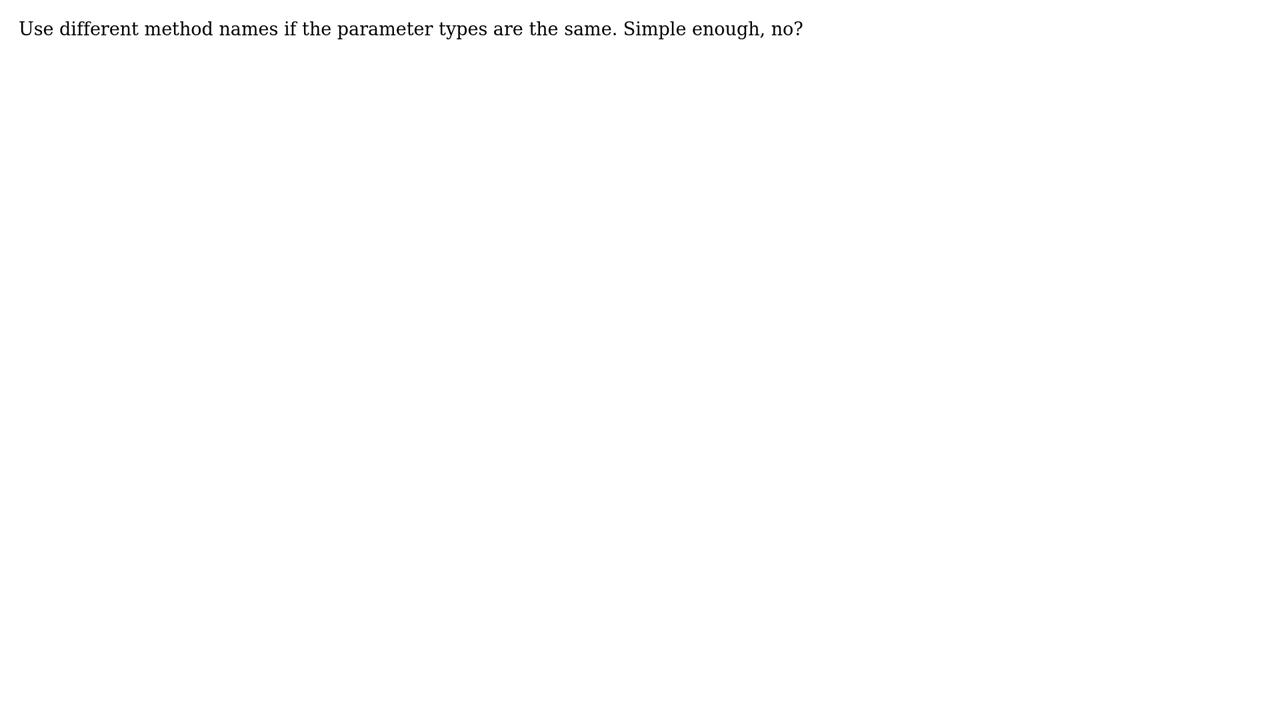 Use different method names if the parameter types are the same. Simple enough, no?